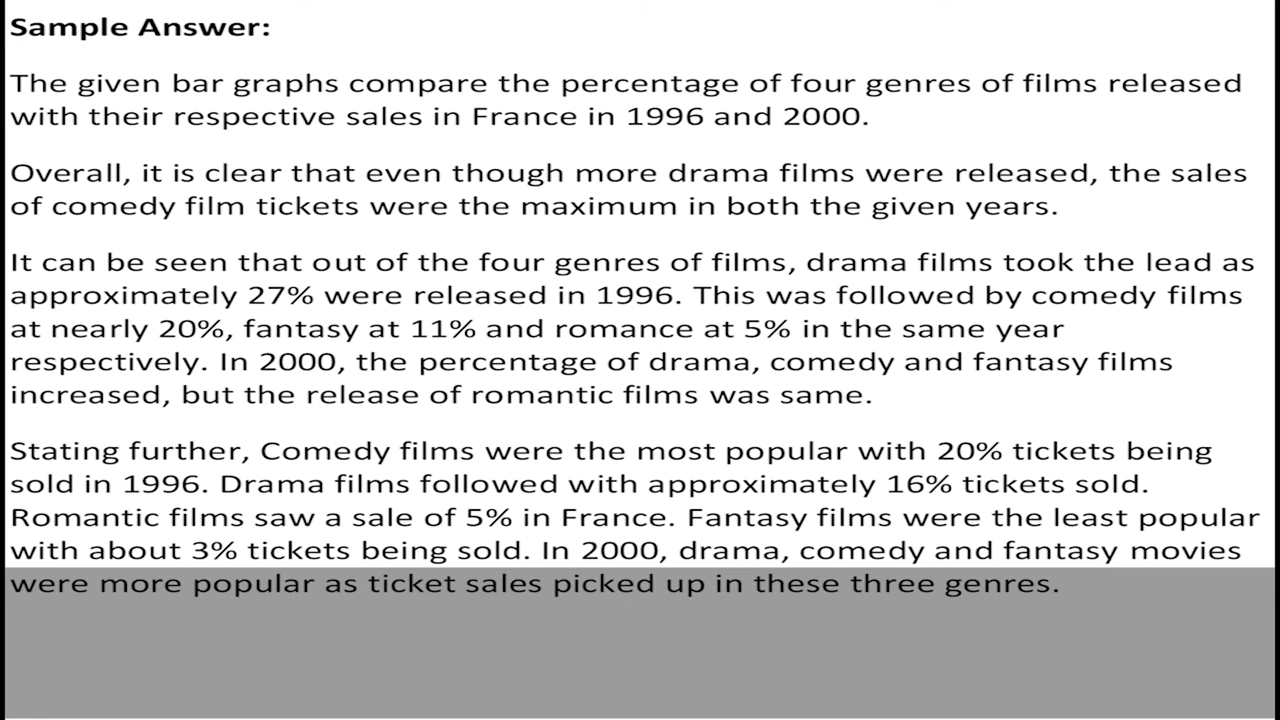 Sample Answer:
The given bar graphs compare the percentage of four genres of films released
with their respective sales in France in 1996 and 2000.
Overall, it is clear that even though more drama films were released, the sales
of comedy film tickets were the maximum in both the given years.
It can be seen that out of the four genres of films, drama films took the lead as
approximately 27% were released in 1996. This was followed by comedy films
at nearly 20%, fantasy at 11% and romance at 5% in the same year
respectively. In 2000, the percentage of drama, comedy and fantasy films
increased, but the release of romantic films was same.
Stating further, Comedy films were the most popular with 20% tickets being
sold in 1996. Drama films followed with approximately 16% tickets sold.
Romantic films saw a sale of 5% in France. Fantasy films were the least popular
with about 3% tickets being sold. In 2000, drama, comedy and fantasy movies
were more popular as ticket sales picked up in these three genres.